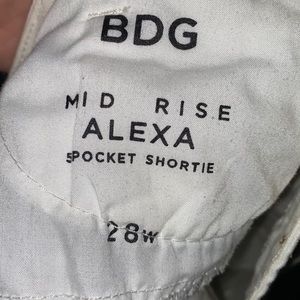 BDG
MID RISE
ALEXA
5POCKET SHORTIE
28W